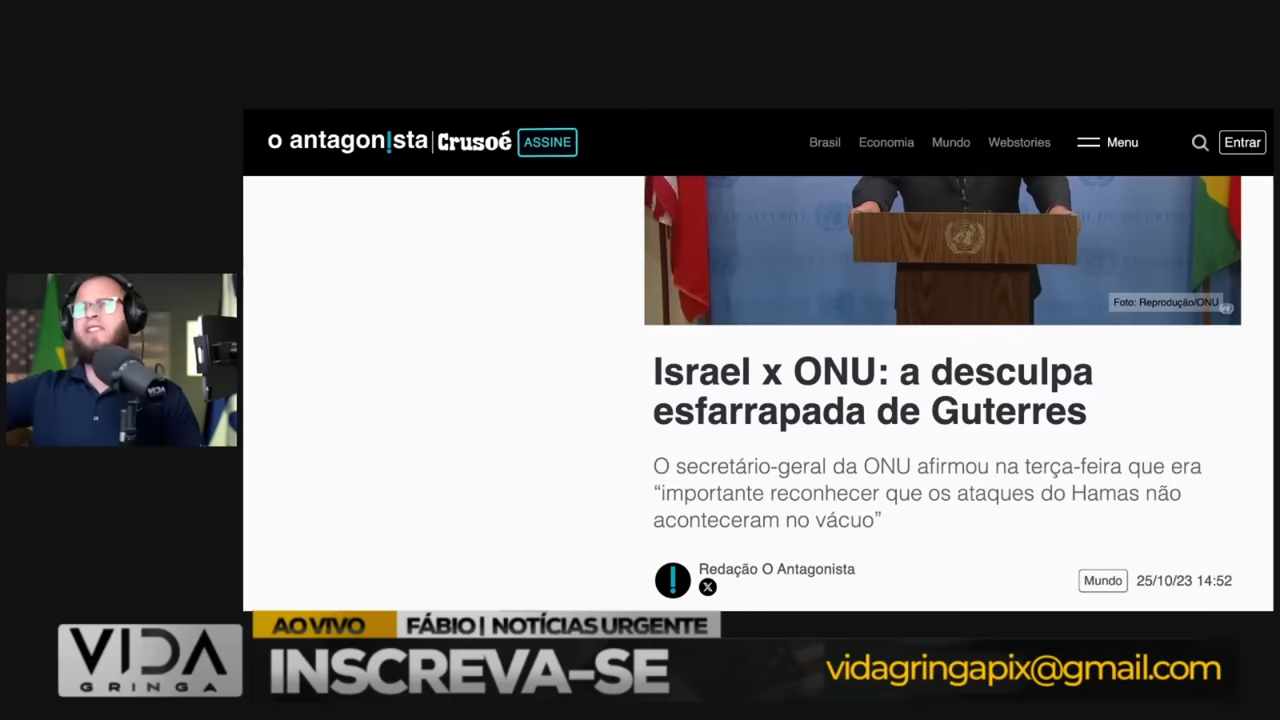 o antagon!sta|Crusoé ASSINE
Brasil Economia Mundo Webstories Menu Entrar
Foto: Reprodução/ONU
Israel x ONU: a desculpa
esfarrapada de Guterres
O secretário-geral da ONU afirmou na terça-feira que era
“importante reconhecer que os ataques do Hamas não
aconteceram no vácuo”
Redação O Antagonista
Mundo 25/10/23 14:52
AO VIVO FÁBIO | NOTÍCIAS URGENTE
VIDA
GRINGA
INSCREVA-SE
vidagringapix@gmail.com